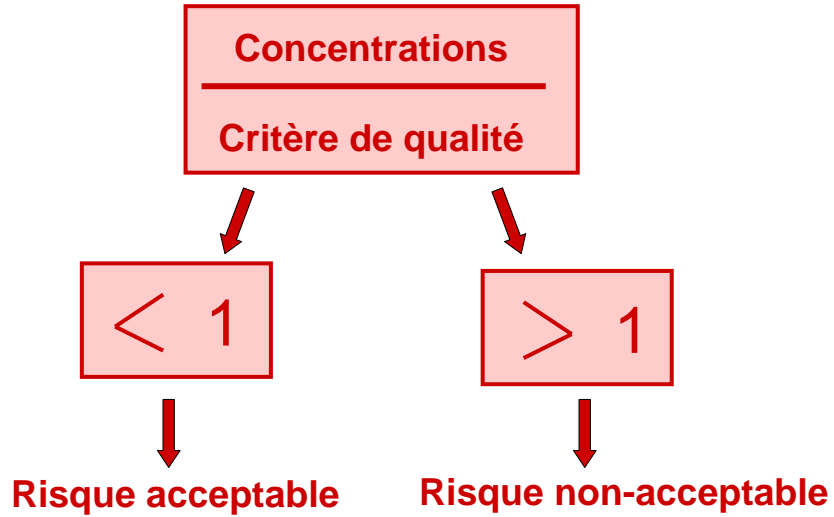 Concentrations
Critère de qualité
< 1
> 1
Risque acceptable
Risque non-acceptable